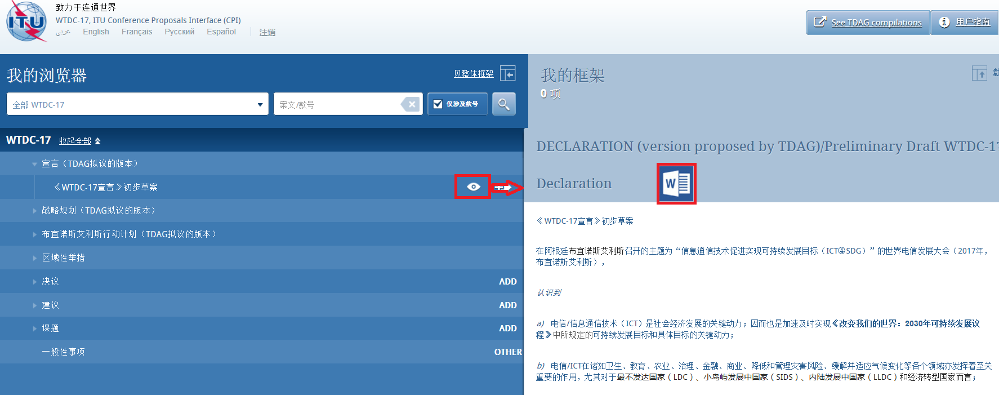 ITU
致力于连通世界
WTDC-17, ITU Conference Proposals Interface (CPI)
عربي English Français Русский Español 注销
See TDAG compilations
用户指南
我的浏览器
见整体框架
全部 WTDC-17
案文/款号
仅涉及款号
WTDC-17 收起全部
宣言（TDAG拟议的版本）
《WTDC-17宣言》初步草案
战略规划（TDAG拟议的版本）
布宜诺斯艾利斯行动计划（TDAG拟议的版本）
区域性举措
决议 ADD
建议 ADD
课题 ADD
一般性事项 OTHER
我的框架
0 项
DECLARATION (version proposed by TDAG)/Preliminary Draft WTDC-17
Declaration
W
《WTDC-17宣言》初步草案
在阿根廷布宜诺斯艾利斯召开的主题为“信息通信技术促进实现可持续发展目标（ICT④SDG）”的世界电信发展大会（2017年，
布宜诺斯艾利斯），
认识到
a) 电信/信息通信技术（ICT）是社会经济发展的关键动力；因而也是加速及时实现《改变我们的世界：2030年可持续发展议
程》中所规定的可持续发展目标和具体目标的关键动力；
b) 电信/ICT在诸如卫生、教育、农业、治理、金融、商业、降低和管理灾害风险、缓解并适应气候变化等各个领域亦发挥着至关
重要的作用，尤其对于最不发达国家（LDC）、小岛屿发展中国家（SIDS）、内陆发展中国家（LLDC）和经济转型国家而言；